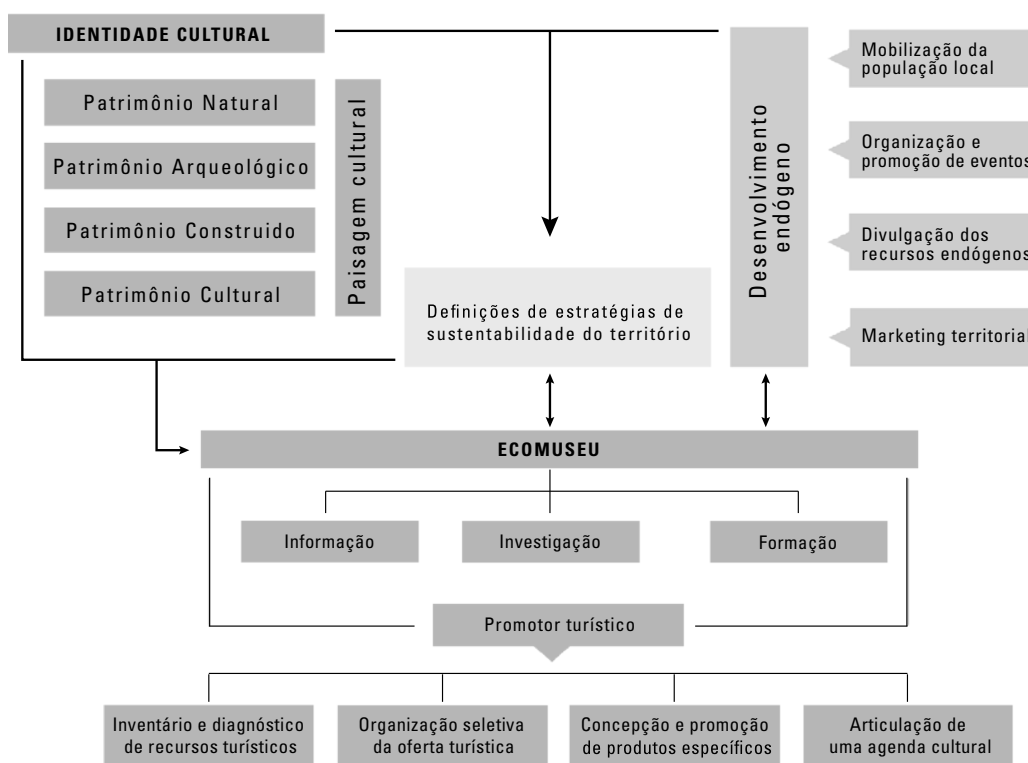 IDENTIDADE CULTURAL
Patrimônio Natural
Patrimônio Arqueológico
Patrimônio Construido
Patrimônio Cultural
Paisagem cultural
Definições de estratégias de
sustentabilidade do território
Desenvolvimento
endógeno
Mobilização da
população local
Organização e
promoção de eventos
Divulgação dos
recursos endógenos
Marketing territorial
ECOMUSEU
Informação
Investigação
Formação
Promotor turístico
Inventário e diagnóstico
de recursos turísticos
Organização seletiva
da oferta turística
Concepção e promoção
de produtos específicos
Articulação de
uma agenda cultural